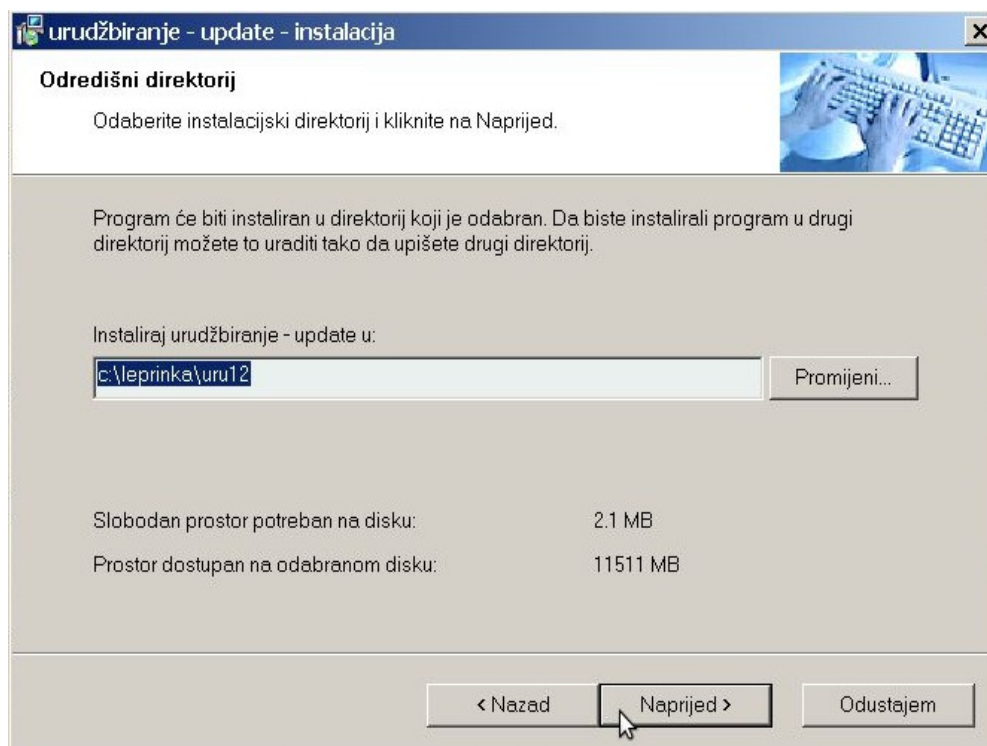 urudžbiranje - update - instalacija
Odredišni direktorij
Odaberite instalacijski direktorij i kliknite na Naprijed.
Program će biti instaliran u direktorij koji je odabran. Da biste instalirali program u drugi
direktorij možete to uraditi tako da upišete drugi direktorij.
Instaliraj urudžbiranje - update u:
c:\leprinka\uru12
Promijeni...
Slobodan prostor potreban na disku: 2.1 MB
Prostor dostupan na odabranom disku: 11511 MB
< Nazad Naprijed > Odustajem